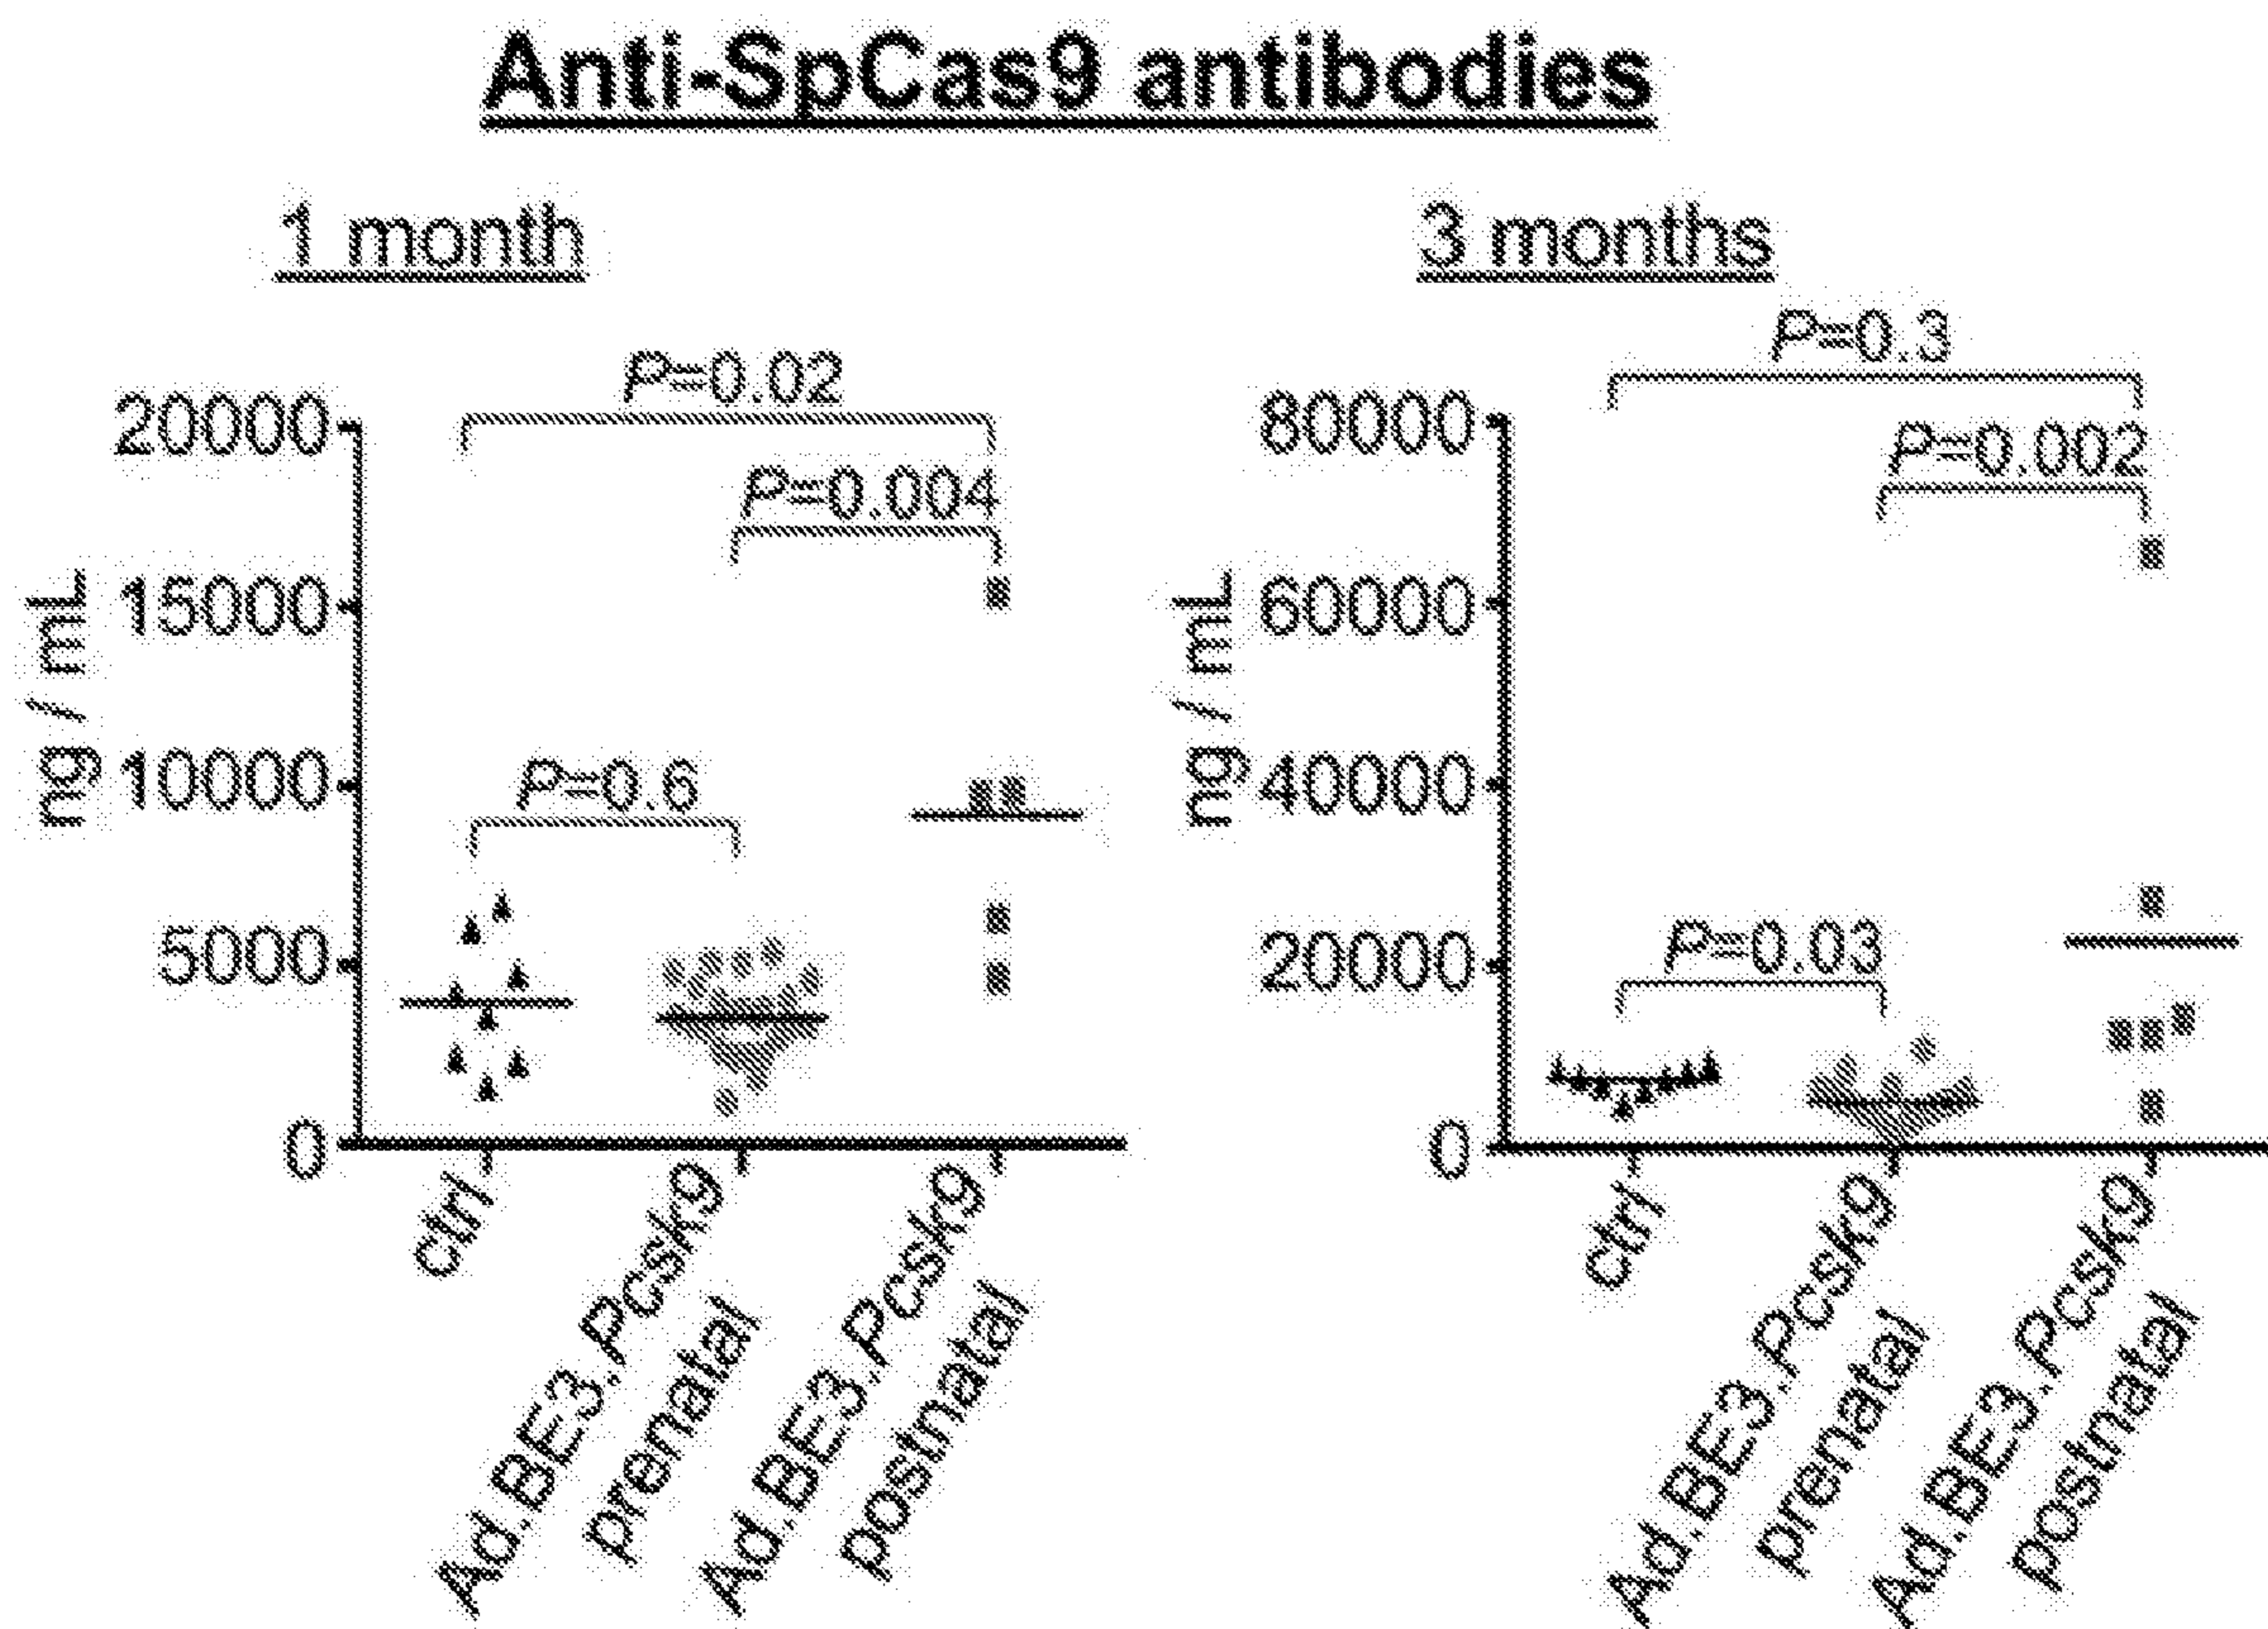 Anti-SpCas9 antibodies
1 month
P=0.02
P=0.004
P=0.6
20000
15000
10000
5000
0
ng / mL
ctrl
Ad.BE3.Pcsk9
prenatal
Ad.BE3.Pcsk9
postnatal
3 months
P=0.3
P=0.002
P=0.03
80000
60000
40000
20000
0
ng / mL
ctrl
Ad.BE3.Pcsk9
prenatal
Ad.BE3.Pcsk9
postnatal